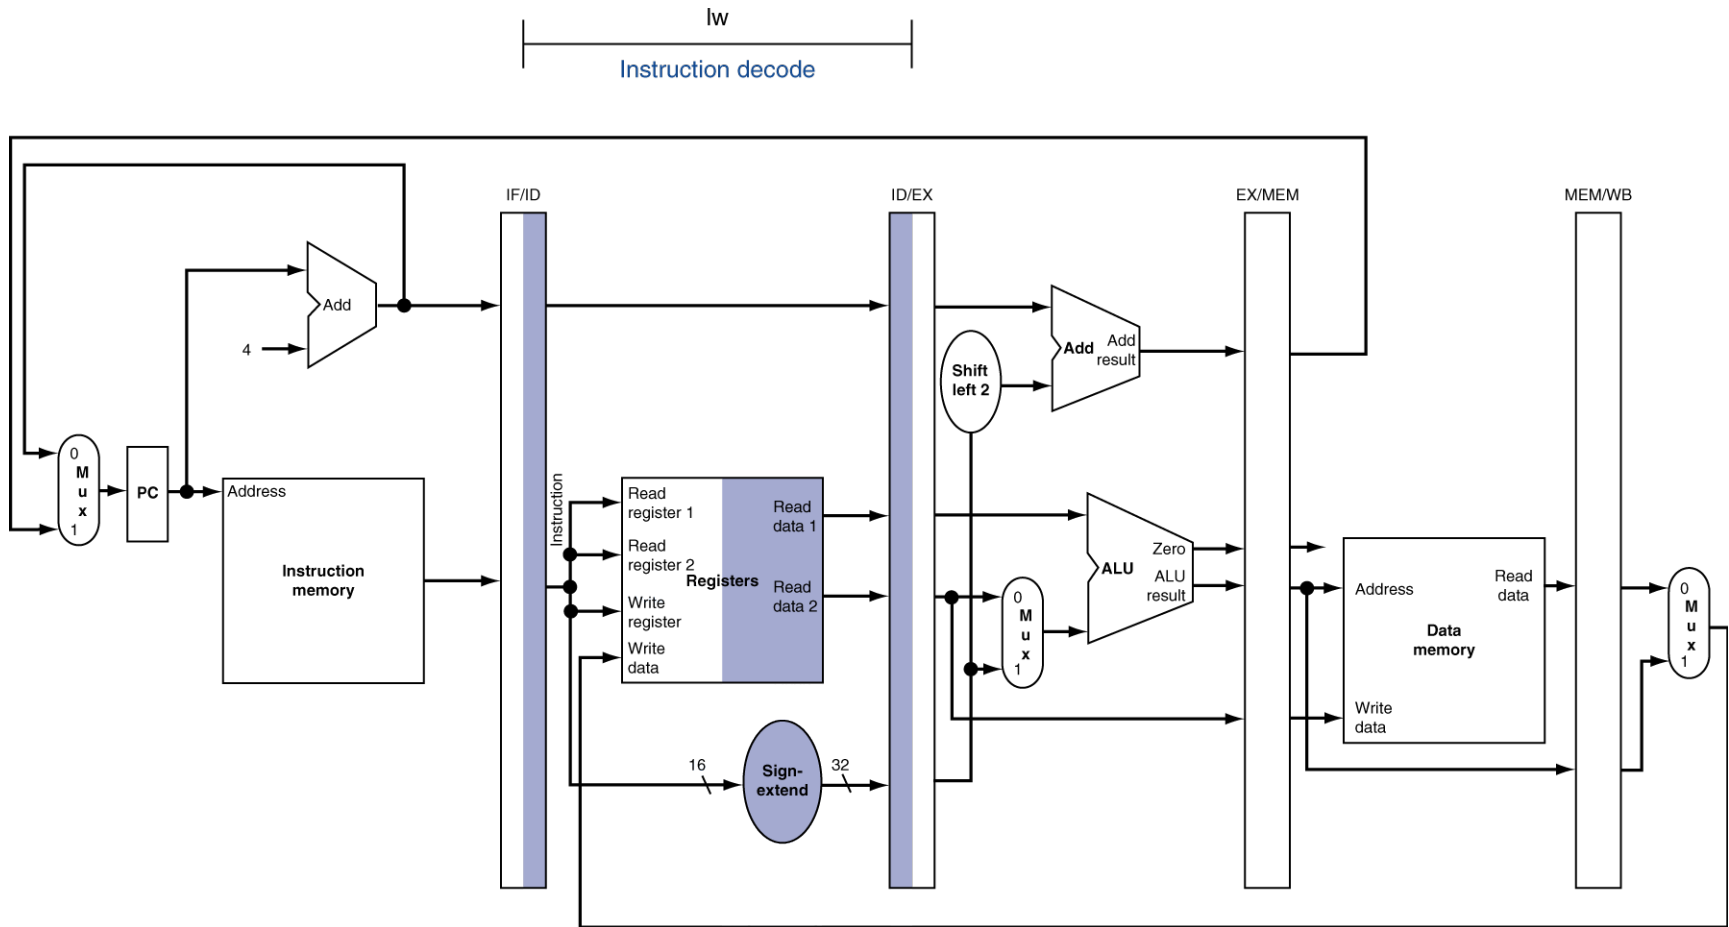 lw
Instruction decode
IF/ID
ID/EX
EX/MEM
MEM/WB
Add
4
0
M
u
x
1
PC
Address
Instruction
memory
Instruction
Read
register 1
Read
register 2
Registers
Write
register
Write
data
Read
data 1
Read
data 2
16
Sign-
extend
32
Shift
left 2
Add
Add
result
0
M
u
x
1
ALU
Zero
ALU
result
Address
Read
data
Data
memory
Write
data
0
M
u
x
1